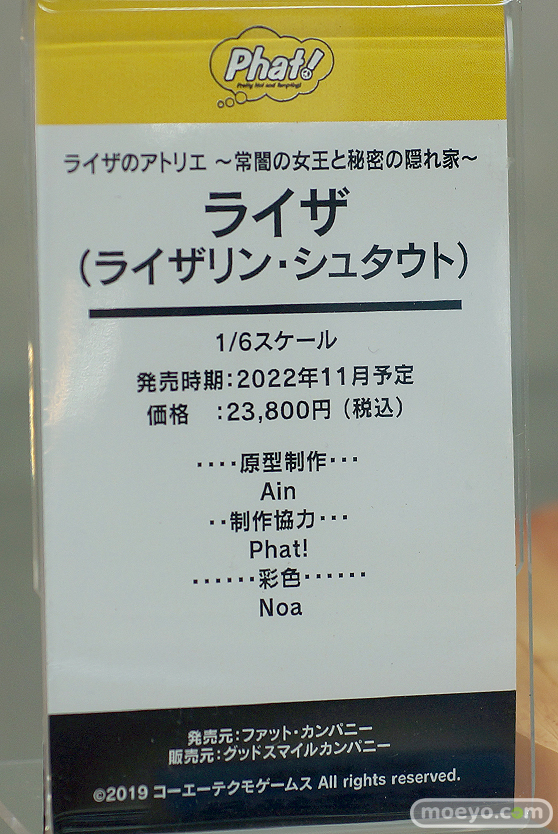 Phat!
Pretty Hot and Tempting!
ライザのアトリエ ～常闇の女王と秘密の隠れ家～
ライザ
（ライザリン・シュタウト）
1/6スケール
発売時期：2022年11月予定
価格　：23,800円（税込）
････原型制作･･･
Ain
･･制作協力･･･
Phat!
･･････彩色･･････
Noa
発売元：ファット・カンパニー
販売元：グッドスマイルカンパニー
©2019 コーエーテクモゲームス All rights reserved.
moeyo.com